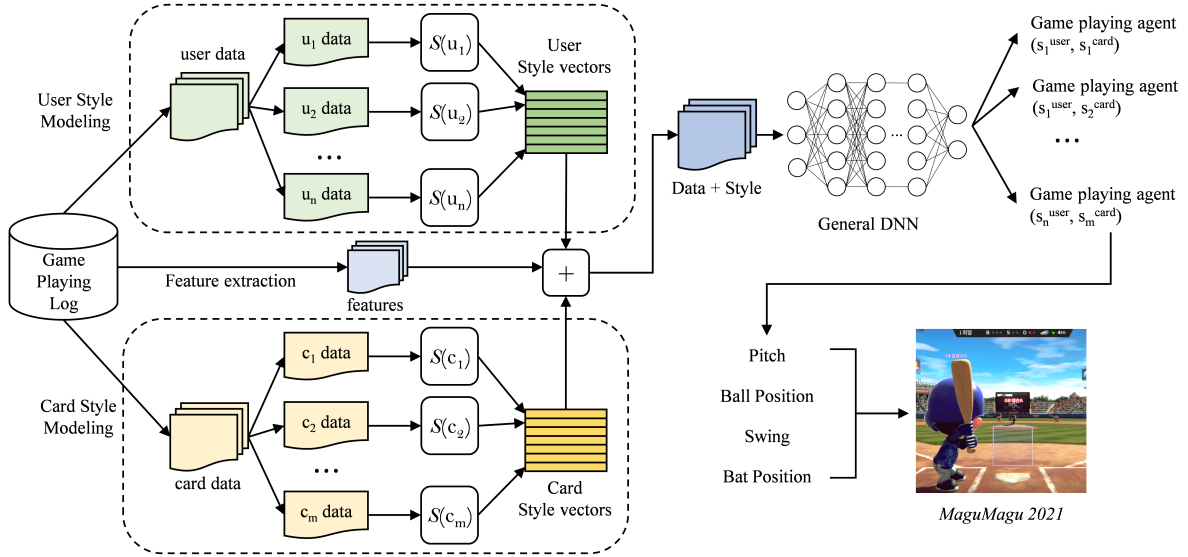 user data
u1 data
S(u1)
User
Style vectors
u2 data
S(u2)
...
un data
S(un)
User Style
Modeling
Game
Playing
Log
Feature extraction
features
+
Card Style
Modeling
card data
c1 data
S(c1)
c2 data
S(c2)
...
cm data
S(cm)
Card
Style vectors
Data + Style
...
General DNN
Game playing agent
(s1user, s1card)
Game playing agent
(s1user, s2card)
...
Game playing agent
(snuser, smcard)
Pitch
Ball Position
Swing
Bat Position
4m
MaguMagu 2021